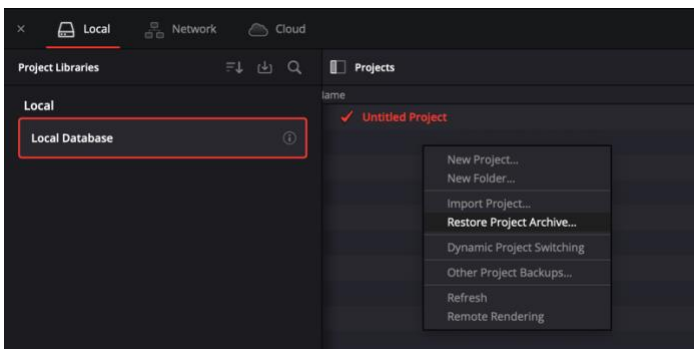 × Local Network Cloud
Project Libraries
Projects
Name
Local
Untitled Project
Local Database
New Project...
New Folder...
Import Project...
Restore Project Archive...
Dynamic Project Switching
Other Project Backups...
Refresh
Remote Rendering